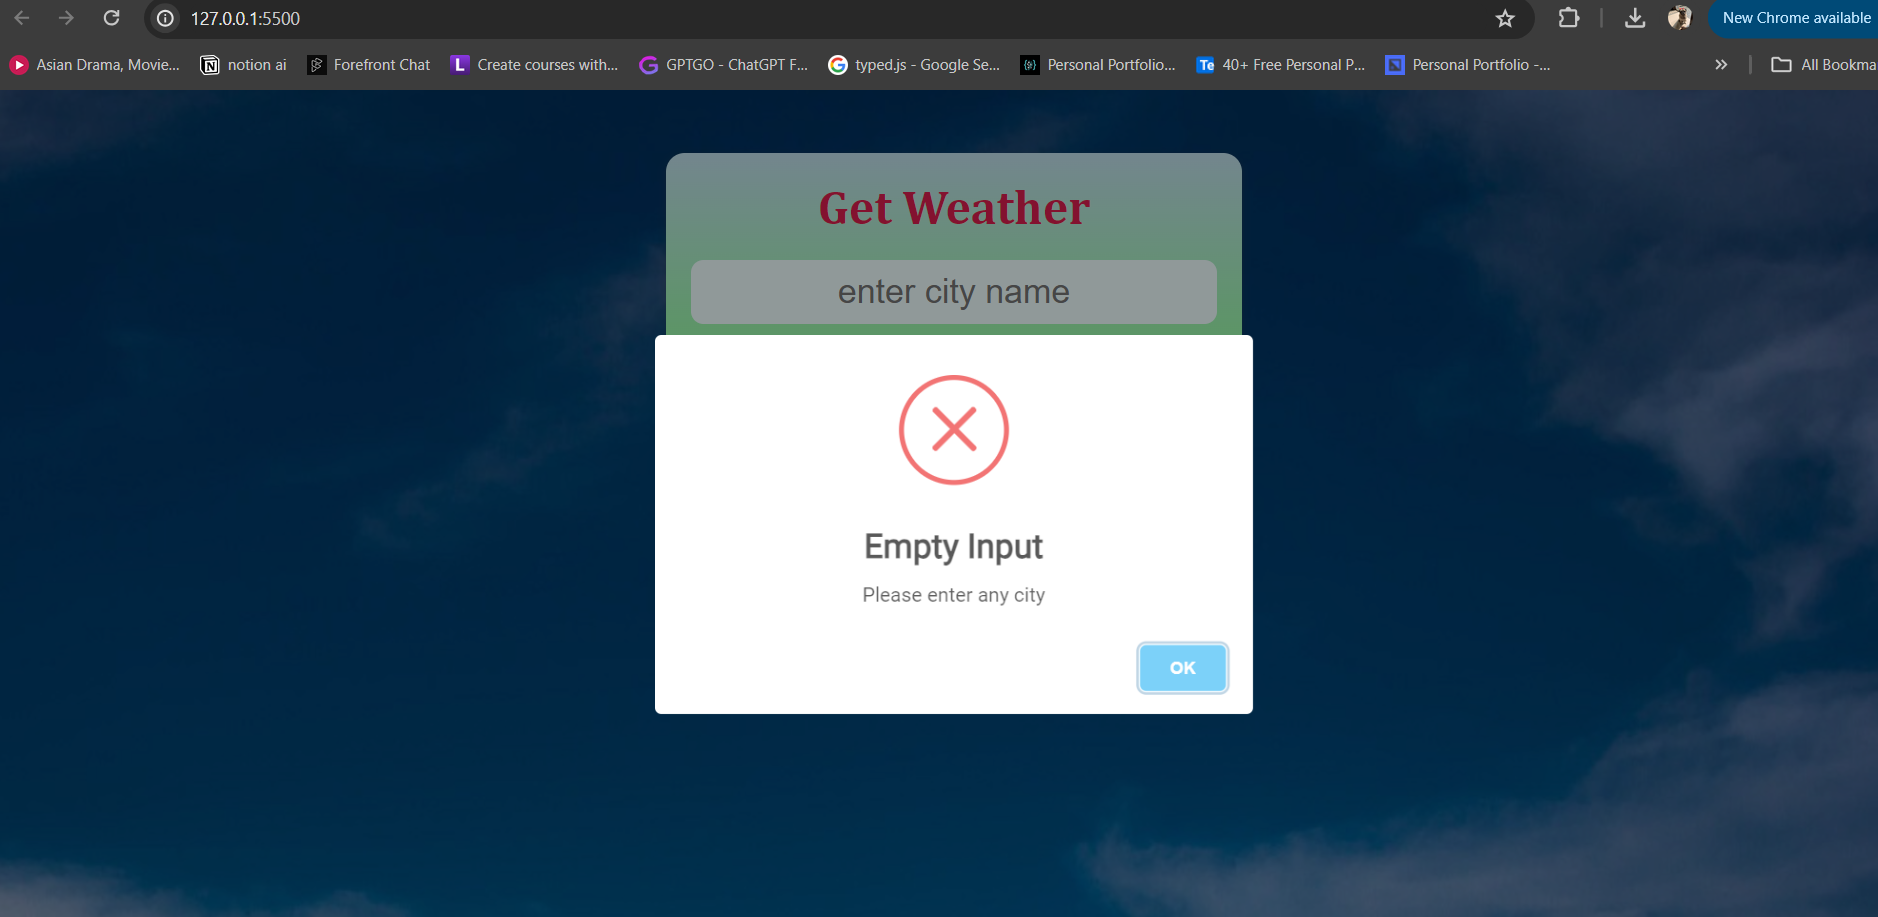 127.0.0.1:5500
New Chrome available
Asian Drama, Movie...
notion ai
Forefront Chat
L
Create courses with...
GPTGO - ChatGPT F...
typed.js - Google Se...
Personal Portfolio...
Te
40+ Free Personal P...
Personal Portfolio -...
»
All Bookma
Get Weather
enter city name
Empty Input
Please enter any city
OK